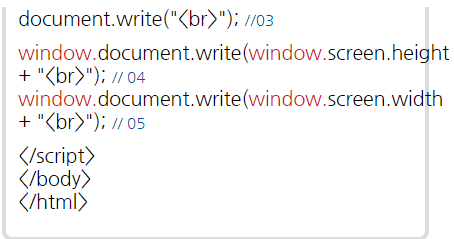 document.write("〈br〉"); //03
window.document.write(window.screen.height
+ "〈br〉"); // 04
window.document.write(window.screen.width
+ "〈br〉"); // 05
〈/script〉
〈/body〉
〈/html〉